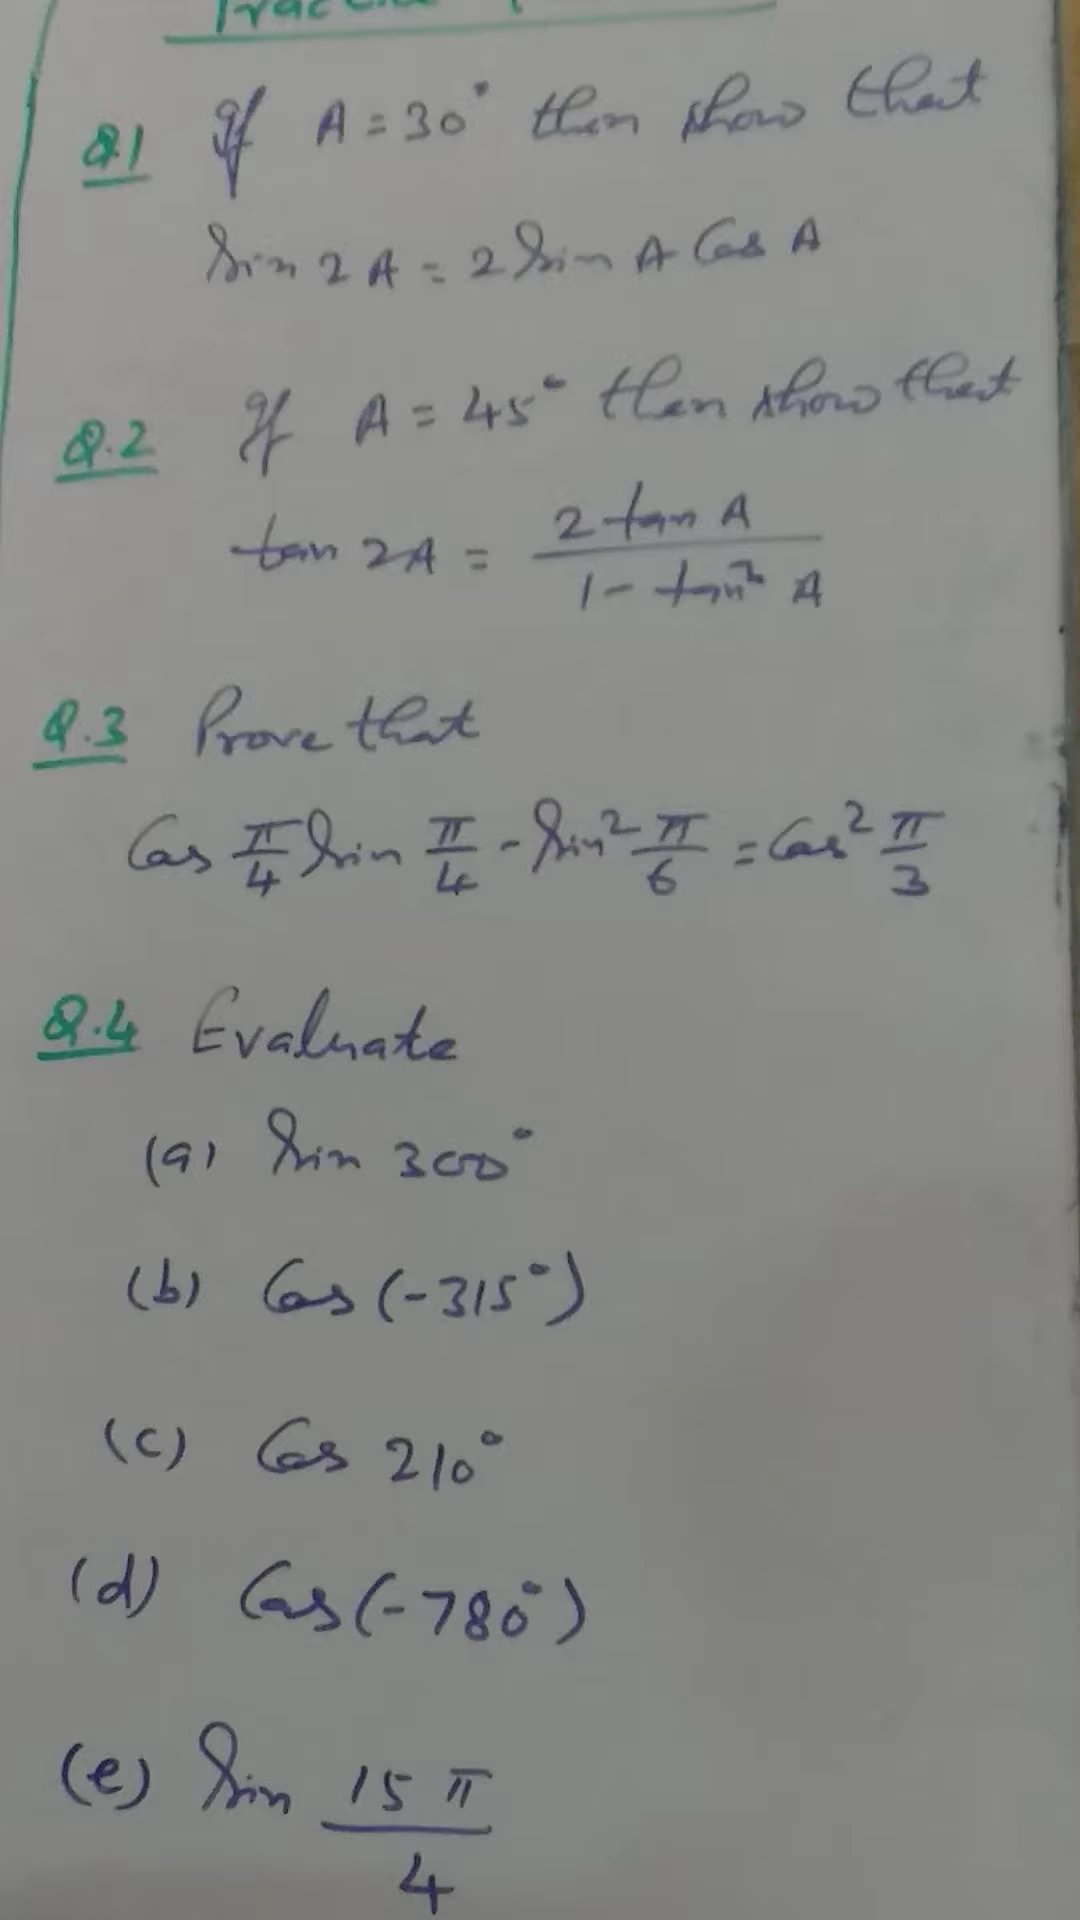 Q1 If A = 30° then show that
Sin 2A = 2 Sin A Cos A
Q.2 If A = 45° then show that
tan 2A = 2 tan A / 1 - tan² A
Q.3 Prove that
Cos π/4 Sin π/4 - Sin² π/6 = Cos² π/3
Q.4 Evaluate
(a) Sin 300°
(b) Cos (-315°)
(c) Cos 210°
(d) Cos (-780°)
(e) Sin 15π/4